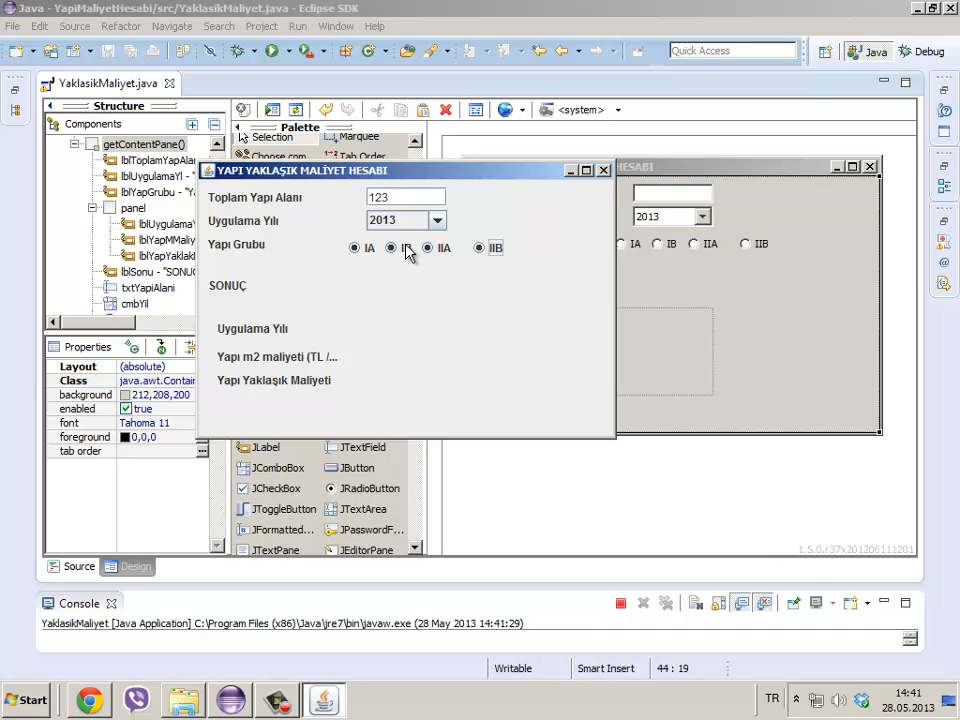 Java - YapiMaliyetHesabi/src/YaklasikMaliyet.java - Eclipse SDK
File Edit Source Refactor Navigate Search Project Run Window Help
Quick Access
Java
Debug
YaklasikMaliyet.java
Structure
Components
getContentPane()
lblToplamYapAla
lblUygulamaYl -
lblYapGrubu - "Y
panel
lblUygulamaY
lblYapMMaliy
lblYapYaklak
lblSonu - "SONUÇ
txtYapiAlani
cmbYil
Palette
<system>
Selection
Marquee
Choose com...
Tab Order
YAPI YAKLAŞIK MALİYET HESABI
Toplam Yapı Alanı
123
Uygulama Yılı
2013
Yapı Grubu
IA
IIA
IIB
SONUÇ
Uygulama Yılı
Yapı m2 maliyeti (TL /...
Yapı Yaklaşık Maliyeti
HESABI
2013
IA
IB
IIA
IIB
Properties
Layout (absolute)
Class java.awt.Contain
background 212,208,200
enabled true
font Tahoma 11
foreground 0,0,0
tab order
JLabel
JTextField
JComboBox
JButton
JCheckBox
JRadioButton
JToggleButton
JTextArea
JFormatted...
JPasswordF...
JTextPane
JEditorPane
1.5.0.r37x201206111201
Source
Design
Console
YaklasikMaliyet [Java Application] C:\Program Files (x86)\Java\jre7\bin\javaw.exe (28 May 2013 14:41:29)
Writable
Smart Insert
44 : 19
Start
TR
14:41
28.05.2013